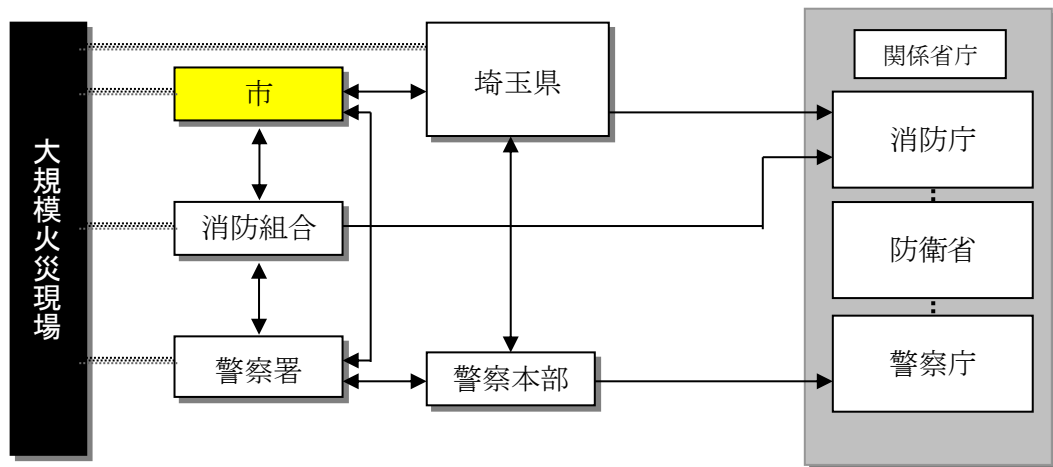 大規模火災現場
市
消防組合
警察署
埼玉県
警察本部
関係省庁
消防庁
防衛省
警察庁